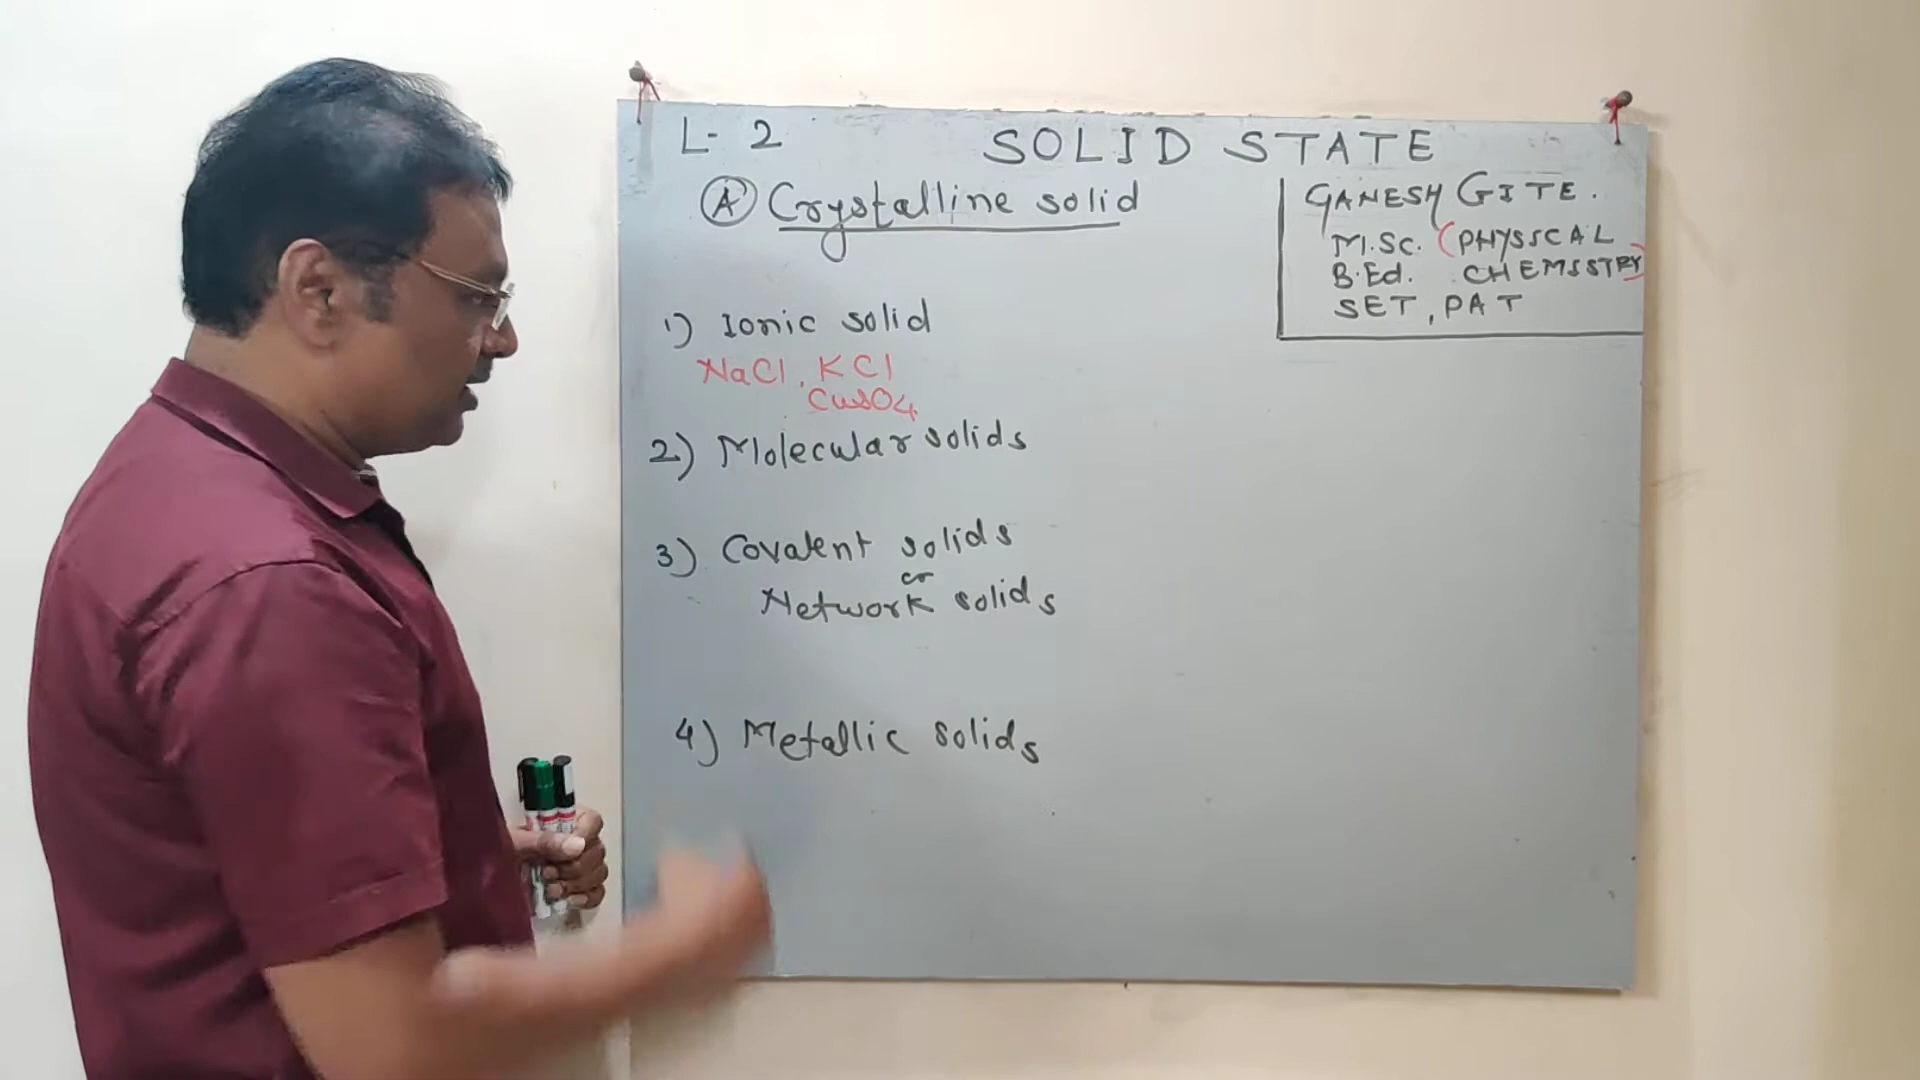 L- 2 SOLID STATE
A Crystalline solid
GANESH GITE.
M.Sc. (PHYSICAL
B.Ed. CHEMISTRY)
SET, PAT
1) Ionic solid
NaCl, KCl
CuSO4
2) Molecular solids
3) Covalent solids
or
Network solids
4) Metallic solids